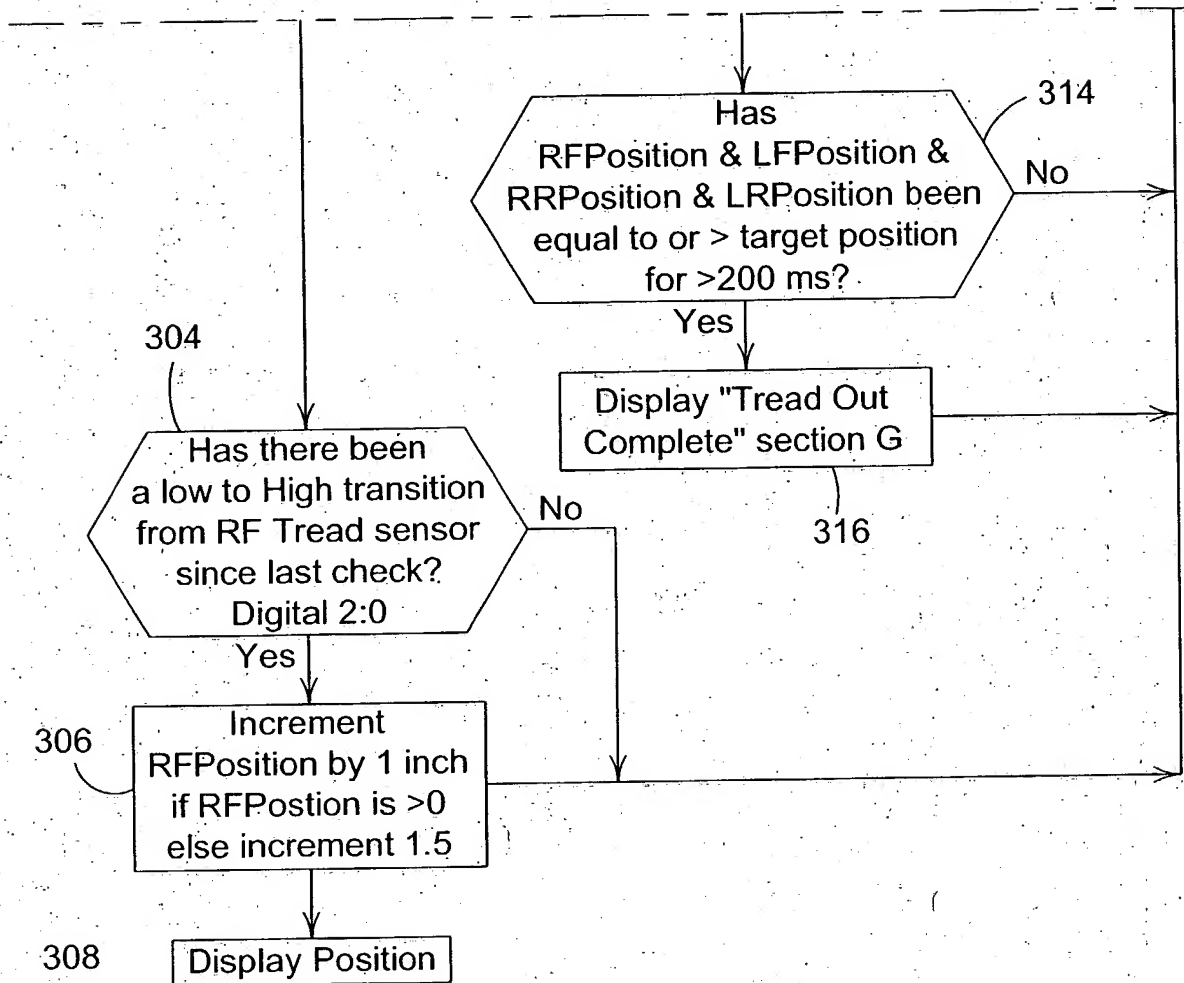 314
Has
RFPosition & LFPosition &
RRPosition & LRPosition been
equal to or > target position
for >200 ms?
No
Yes
Display "Tread Out
Complete" section G
316
304
Has there been
a low to High transition
from RF Tread sensor
since last check?
Digital 2:0
No
Yes
306
Increment
RFPosition by 1 inch
if RFPostion is >0
else increment 1.5
308
Display Position